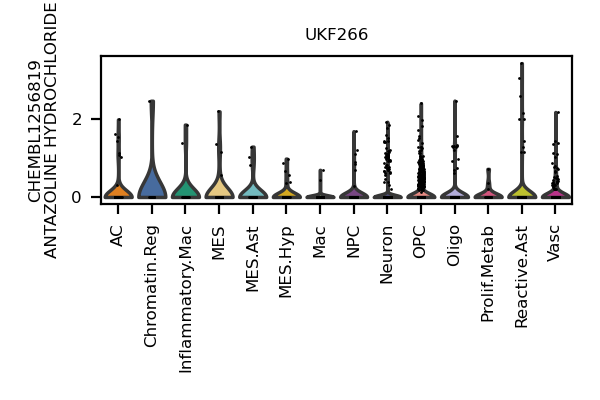 UKF266
CHEMBL1256819
ANTAZOLINE HYDROCHLORIDE
2
0
AC
Chromatin.Reg
Inflammatory.Mac
MES
MES.Ast
MES.Hyp
Mac
NPC
Neuron
OPC
Oligo
Prolif.Metab
Reactive.Ast
Vasc